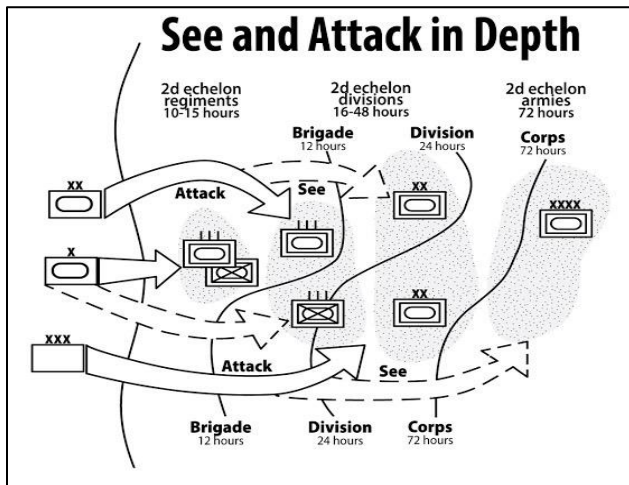 See and Attack in Depth
2d echelon
regiments
10-15 hours
2d echelon
divisions
16-48 hours
2d echelon
armies
72 hours
Brigade
12 hours
Division
24 hours
Corps
72 hours
XX
Attack
See
XX
XXXX
X
I I I
I I I
I I I
XX
XXX
Attack
See
Brigade
12 hours
Division
24 hours
Corps
72 hours